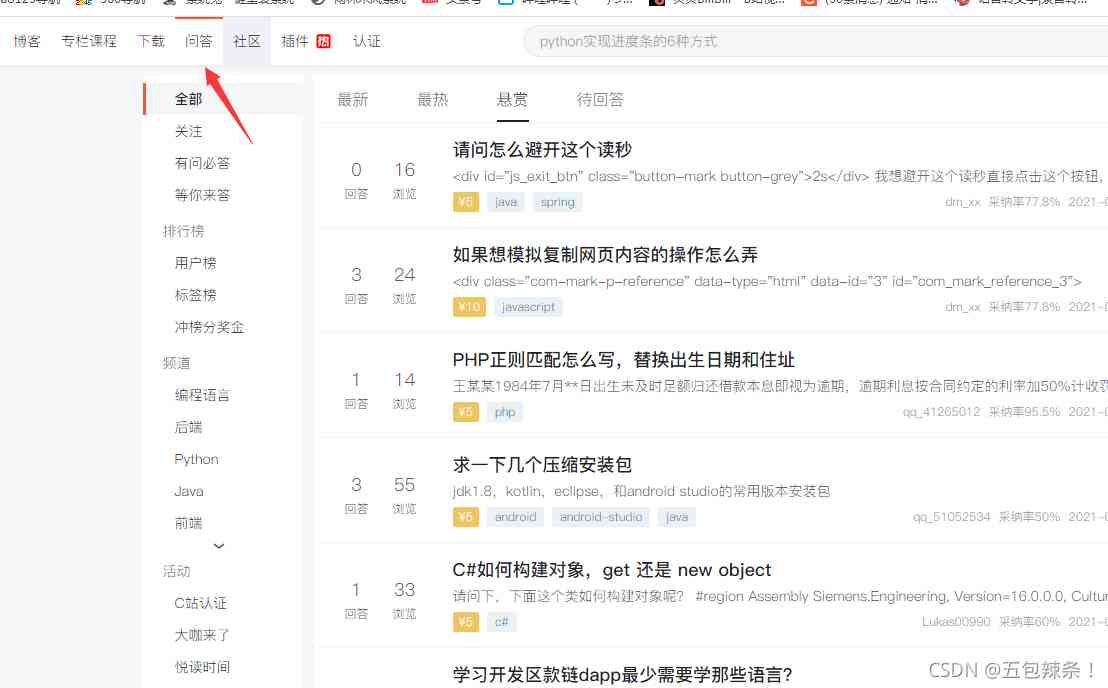 博客 专栏课程 下载 问答 社区 插件 热 认证 python实现进度条的6种方式
全部
关注
有问必答
等你来答
排行榜
用户榜
标签榜
冲榜分奖金
频道
编程语言
后端
Python
Java
前端
活动
C站认证
大咖来了
悦读时间
最新 最热 悬赏 待回答
请问怎么避开这个读秒
0 16
回答 浏览
<div id="js_exit_btn" class="button-mark button-grey">2s</div> 我想避开这个读秒直接点击这个按钮，
¥5 java spring dm_xx 采纳率77.8% 2021-0
如果想模拟复制网页内容的操作怎么弄
3 24
回答 浏览
<div class="com-mark-p-reference" data-type="html" data-id="3" id="com_mark_reference_3">
¥10 javascript dm_xx 采纳率77.8% 2021-0
PHP正则匹配怎么写，替换出生日期和住址
1 14
回答 浏览
王某某1984年7月**日出生未及时足额归还借款本息即视为逾期，逾期利息按合同约定的利率加50%计收罚
¥5 php qq_41265012 采纳率95.5% 2021-0
求一下几个压缩安装包
3 55
回答 浏览
jdk1.8，kotlin，eclipse，和android studio的常用版本安装包
¥5 android android-studio java qq_51052534 采纳率50% 2021-0
C#如何构建对象，get 还是 new object
1 33
回答 浏览
请问下，下面这个类如何构建对象呢？ #region Assembly Siemens.Engineering, Version=16.0.0.0, Cultur
¥5 c# Lukas00990 采纳率60% 2021-0
学习开发区款链dapp最少需要学那些语言?
CSDN @五包辣条！